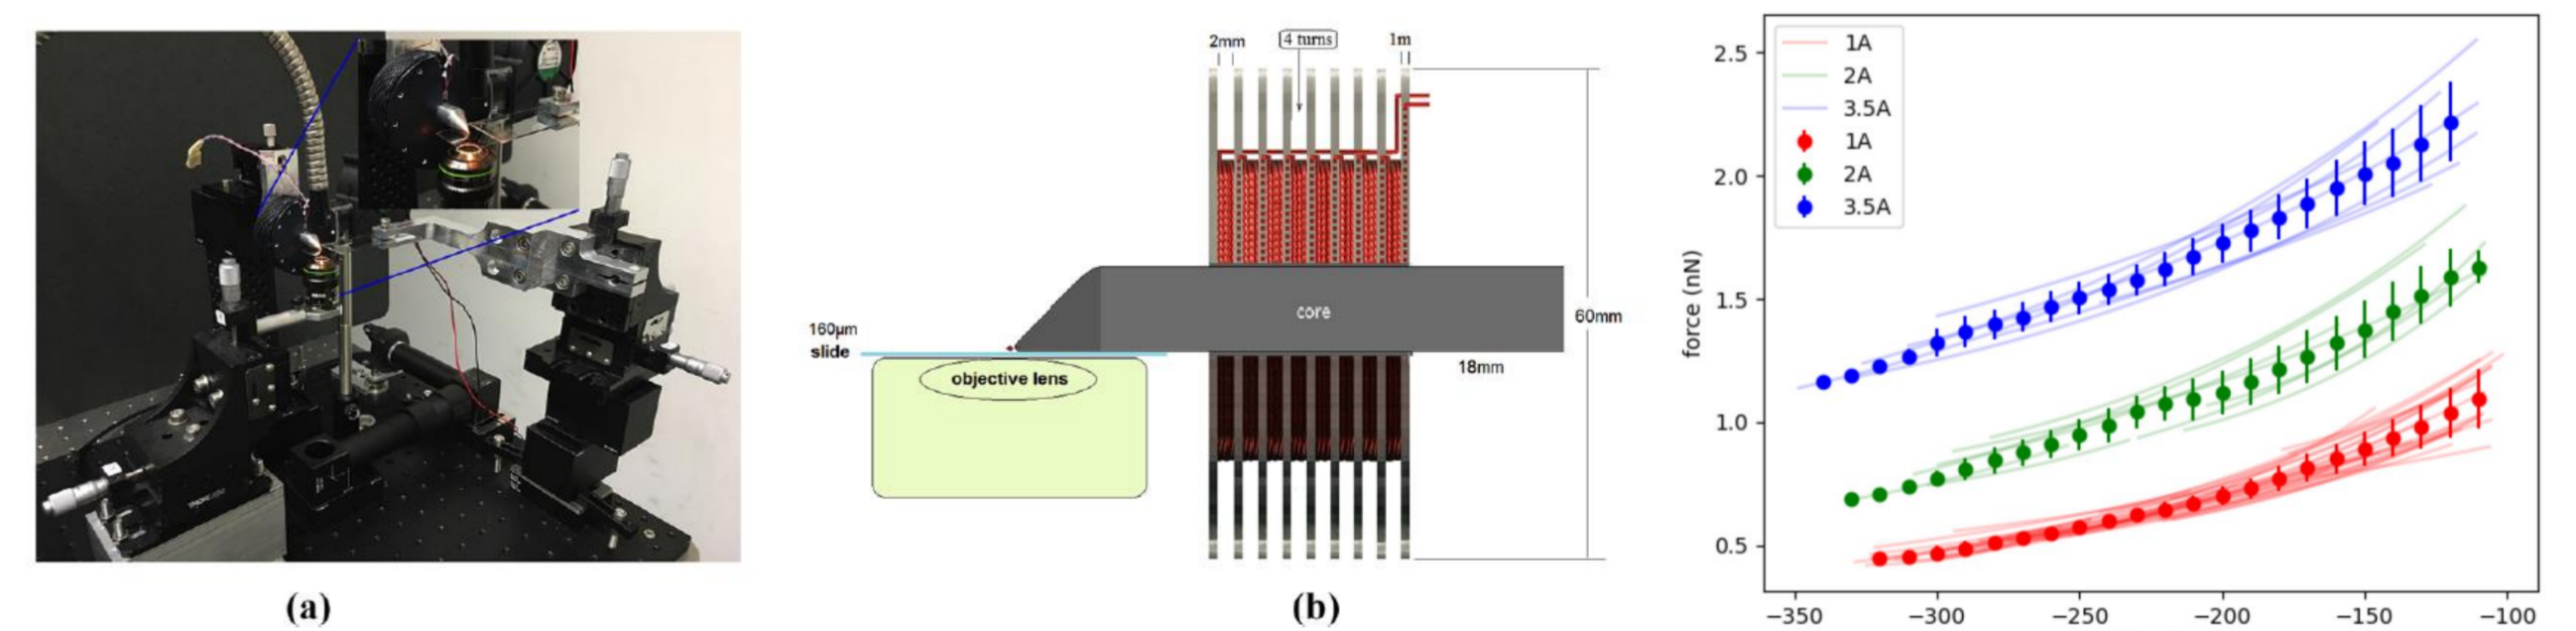 2mm
4 turns
1m
160μm
slide
objective lens
core
60mm
18mm
(a)
(b)
force (nN)
2.5
2.0
1.5
1.0
0.5
1A
2A
3.5A
1A
2A
3.5A
−350
−300
−250
−200
−150
−100